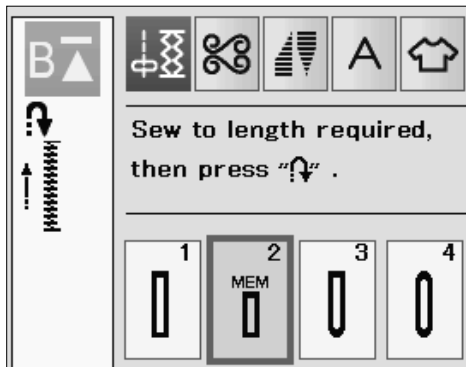 B
A
Sew to length required,
then press “ ” .
1
2
3
4
MEM